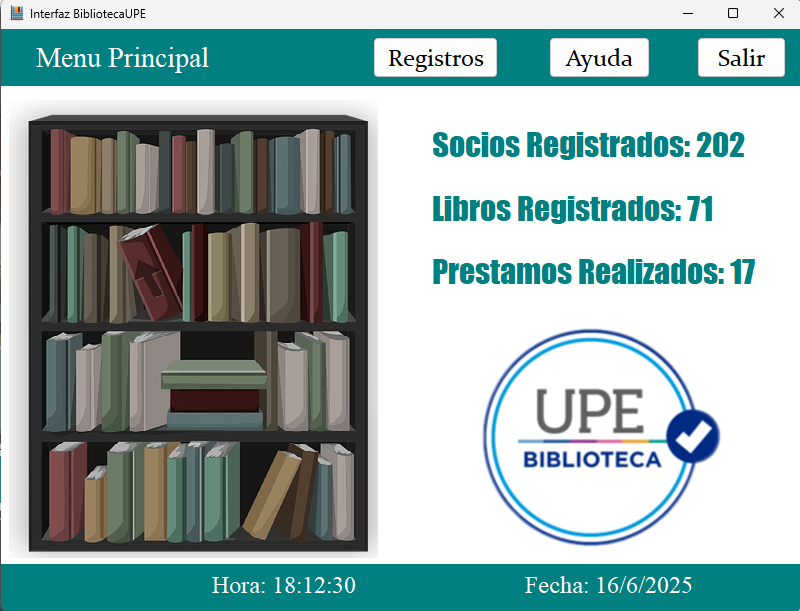 Interfaz BibliotecaUPE
Menu Principal
Registros
Ayuda
Salir
Socios Registrados: 202
Libros Registrados: 71
Prestamos Realizados: 17
UPE
BIBLIOTECA
Hora: 18:12:30
Fecha: 16/6/2025